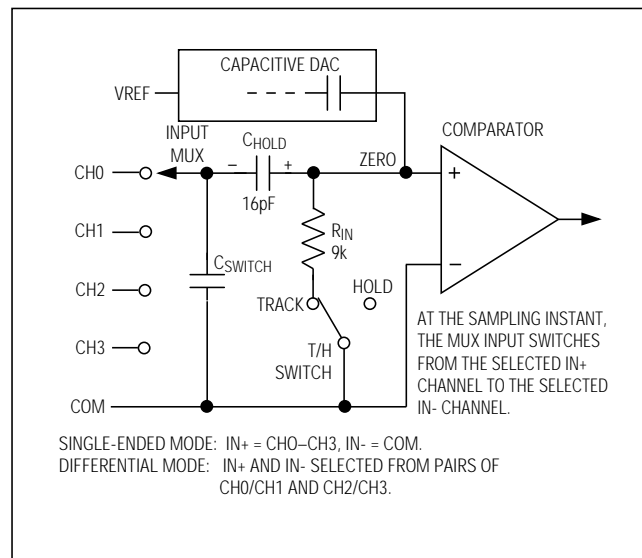 CAPACITIVE DAC
VREF
INPUT
MUX
C_HOLD
– +
16pF
ZERO
COMPARATOR
+
–
CH0
CH1
CH2
CH3
COM
C_SWITCH
R_IN
9k
TRACK
HOLD
T/H
SWITCH
AT THE SAMPLING INSTANT,
THE MUX INPUT SWITCHES
FROM THE SELECTED IN+
CHANNEL TO THE SELECTED
IN- CHANNEL.
SINGLE-ENDED MODE: IN+ = CHO–CH3, IN- = COM.
DIFFERENTIAL MODE: IN+ AND IN- SELECTED FROM PAIRS OF
CH0/CH1 AND CH2/CH3.